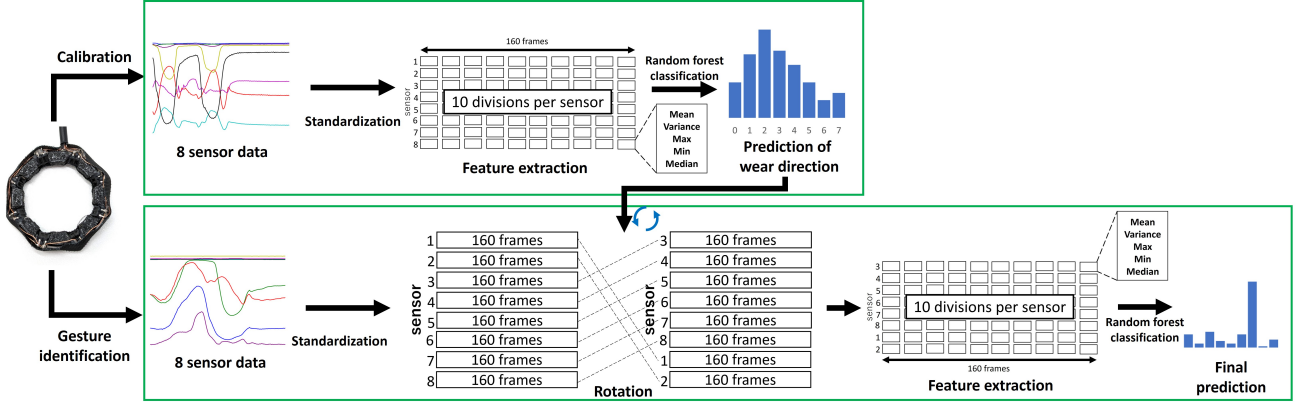 Calibration
8 sensor data
Standardization
160 frames
sensor
1
2
3
4
5
6
7
8
10 divisions per sensor
Feature extraction
Random forest
classification
Mean
Variance
Max
Min
Median
0 1 2 3 4 5 6 7
Prediction of
wear direction
Gesture
identification
8 sensor data
Standardization
sensor
1 160 frames
2 160 frames
3 160 frames
4 160 frames
5 160 frames
6 160 frames
7 160 frames
8 160 frames
Rotation
sensor
3 160 frames
4 160 frames
5 160 frames
6 160 frames
7 160 frames
8 160 frames
1 160 frames
2 160 frames
sensor
3
4
5
6
7
8
1
2
10 divisions per sensor
160 frames
Feature extraction
Mean
Variance
Max
Min
Median
Random forest
classification
Final
prediction